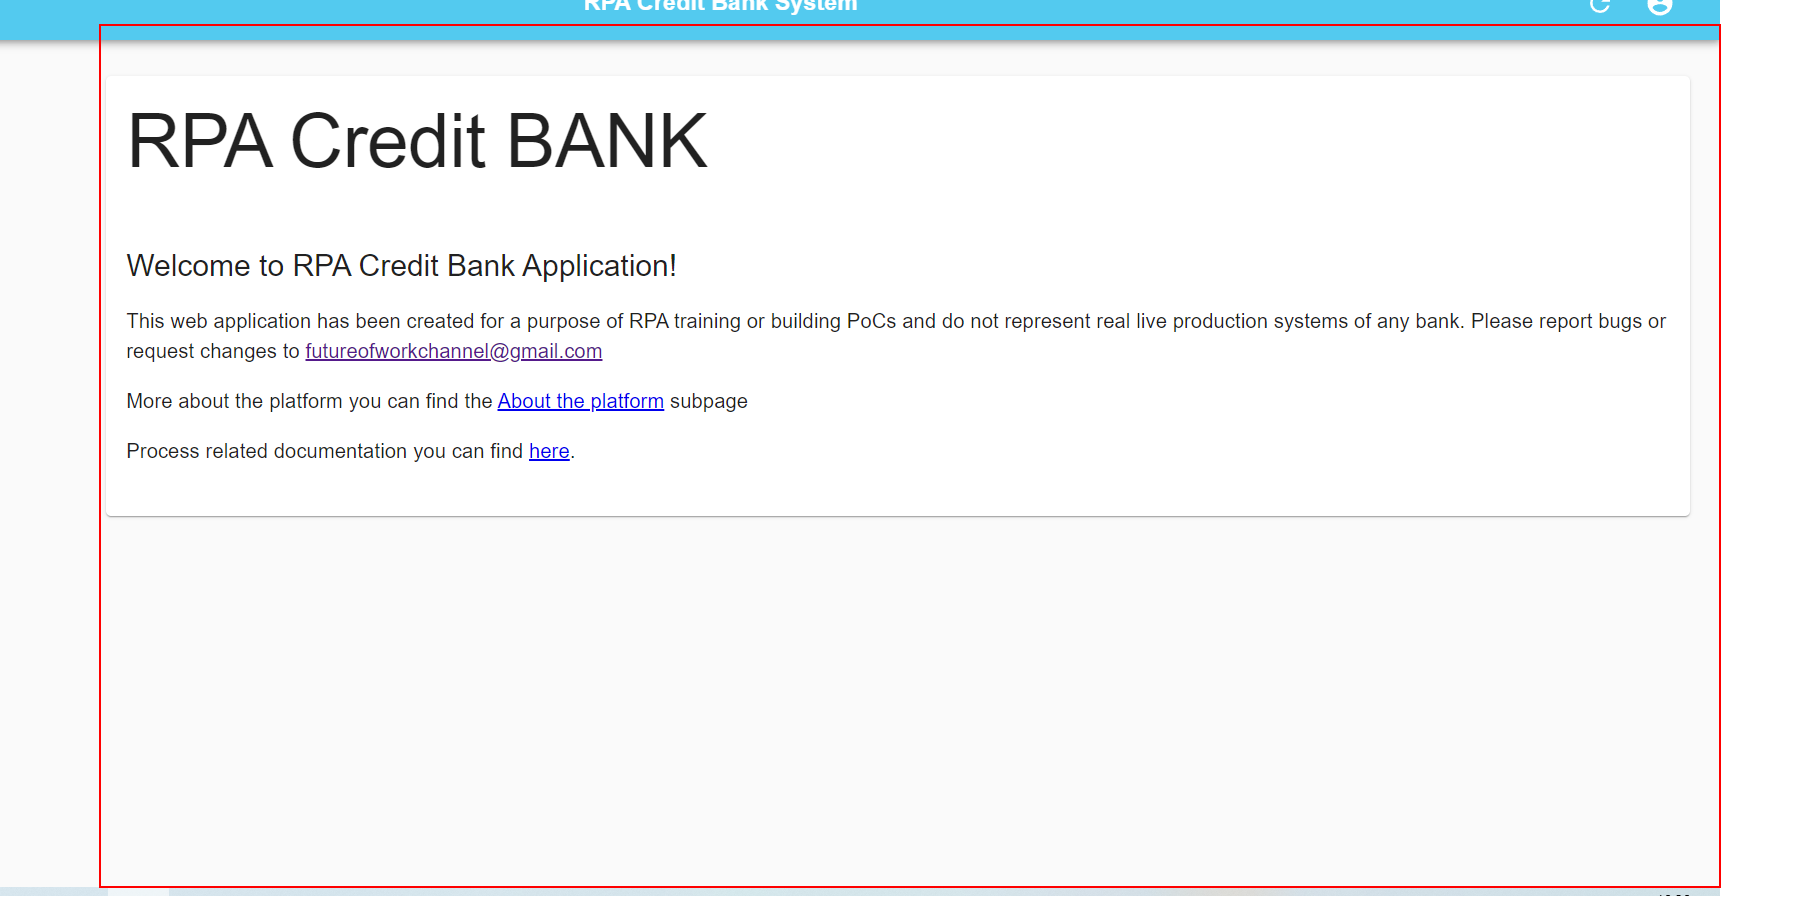 RPA Credit Bank System
RPA Credit BANK
Welcome to RPA Credit Bank Application!
This web application has been created for a purpose of RPA training or building PoCs and do not represent real live production systems of any bank. Please report bugs or
request changes to futureofworkchannel@gmail.com
More about the platform you can find the About the platform subpage
Process related documentation you can find here.